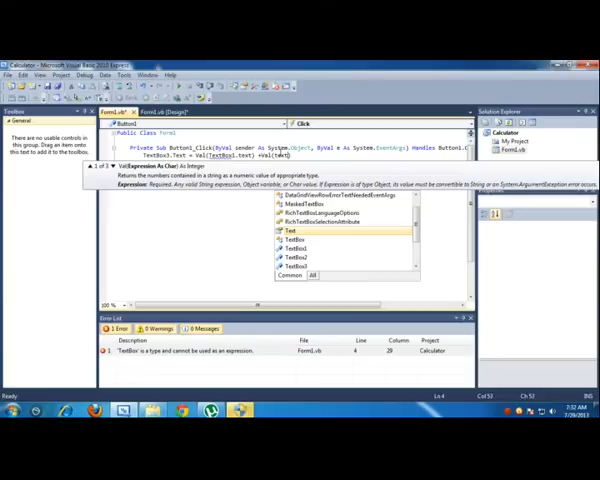 Calculator - Microsoft Visual Basic 2010 Express
File Edit View Project Debug Data Tools Window Help
Toolbox
General
There are no usable controls in this group. Drag an item onto this text to add it to the toolbox.
Form1.vb* Form1.vb [Design]*
Button1 Click
Public Class Form1
Private Sub Button1_Click(ByVal sender As System.Object, ByVal e As System.EventArgs) Handles Button1.C
TextBox3.Text = Val(TextBox1.text) +Val(text)
1 of 3 Val(Expression As Char) As Integer
Returns the numbers contained in a string as a numeric value of appropriate type.
Expression: Required. Any valid String expression, Object variable, or Char value. If Expression is of type Object, its value must be convertible to String or an System.ArgumentException error occurs.
DataGridViewRowErrorTextNeededEventArgs
MaskedTextBox
RichTextBoxLanguageOptions
RichTextBoxSelectionAttribute
Text
TextBox
TextBox1
TextBox2
TextBox3
Common All
100 %
Solution Explorer
Calculator
My Project
Form1.vb
Properties
Error List
1 Error 0 Warnings 0 Messages
Description File Line Column Project
1 'TextBox' is a type and cannot be used as an expression. Form1.vb 4 29 Calculator
Ready Ln 4 Col 53 Ch 53 INS
7:32 AM
7/29/2013